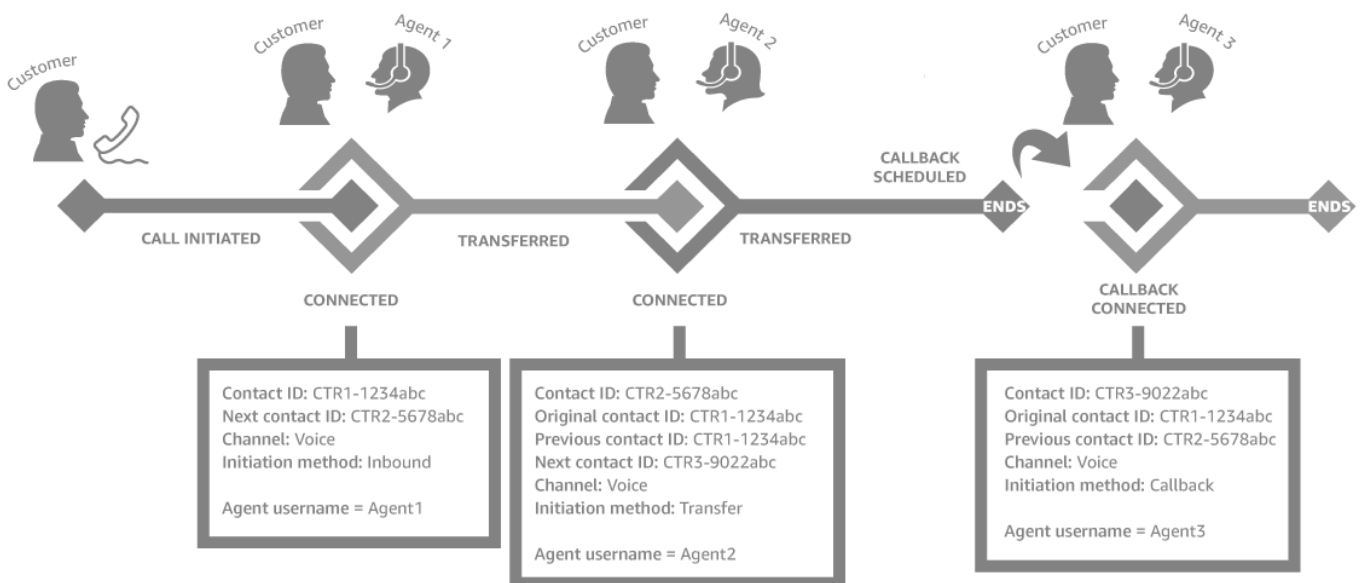 Customer
Customer
Agent 1
Customer
Agent 2
Customer
Agent 3
CALL INITIATED
TRANSFERRED
TRANSFERRED
CALLBACK
SCHEDULED
ENDS
ENDS
CONNECTED
CONNECTED
CALLBACK
CONNECTED
Contact ID: CTR1-1234abc
Next contact ID: CTR2-5678abc
Channel: Voice
Initiation method: Inbound
Agent username = Agent1
Contact ID: CTR2-5678abc
Original contact ID: CTR1-1234abc
Previous contact ID: CTR1-1234abc
Next contact ID: CTR3-9022abc
Channel: Voice
Initiation method: Transfer
Agent username = Agent2
Contact ID: CTR3-9022abc
Original contact ID: CTR1-1234abc
Previous contact ID: CTR2-5678abc
Channel: Voice
Initiation method: Callback
Agent username = Agent3